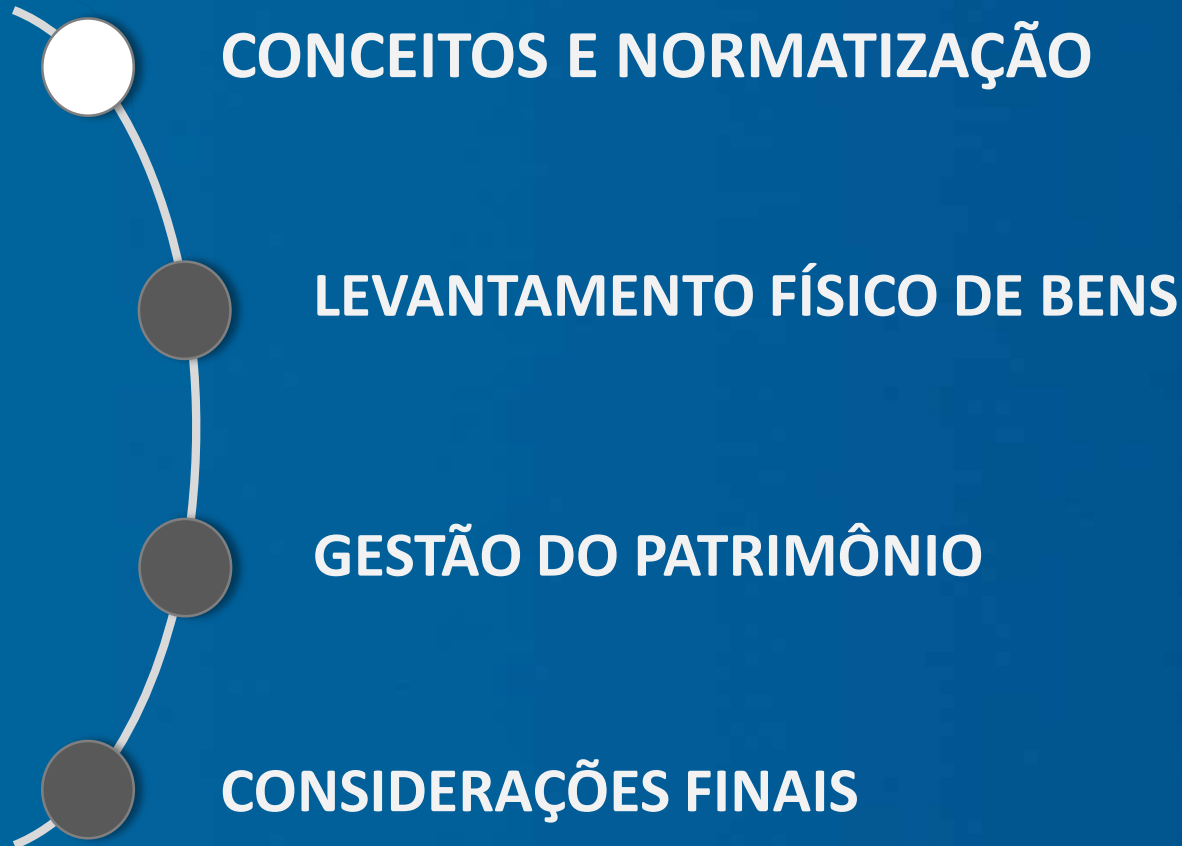 CONCEITOS E NORMATIZAÇÃO
LEVANTAMENTO FÍSICO DE BENS
GESTÃO DO PATRIMÔNIO
CONSIDERAÇÕES FINAIS